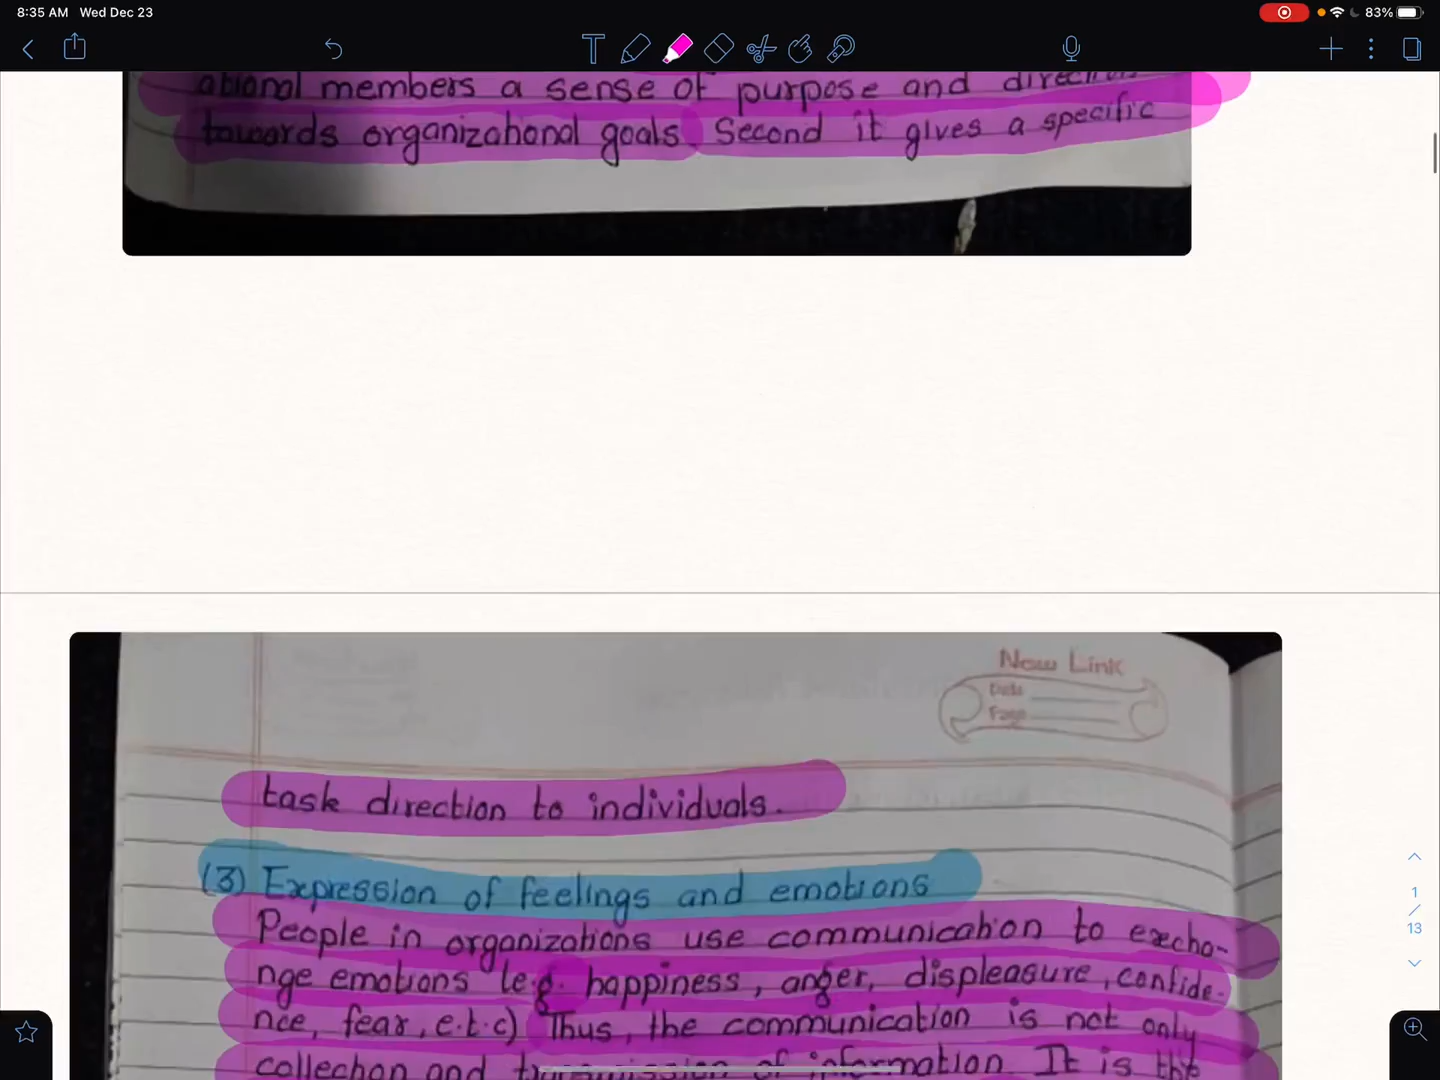 8:35 AM Wed Dec 23
83%
ational members a sense of purpose and
towards organizational goals Second it gives a specific
New Link
Date
Page
task direction to individuals.
(3) Expression of feelings and emotions
People in organizations use communication to excha-
nge emotions (e.g. happiness, anger, displeasure, confide-
nce, fear, e.t.c) Thus, the communication is not only
collection and transmission of information It is the
1
/
13